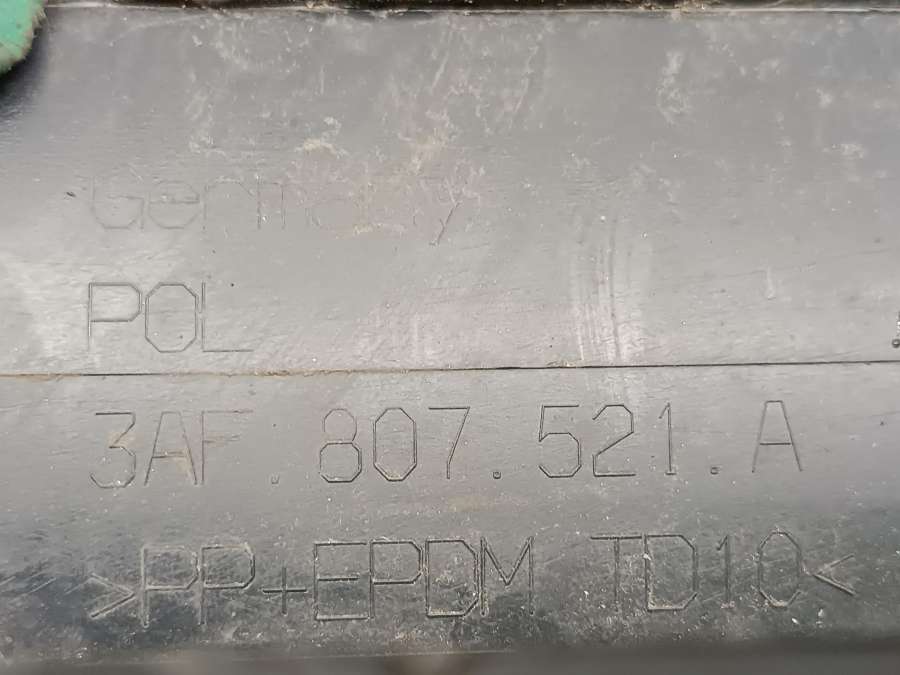 Germany
POL
3AF.807.521.A
>PP+EPDM TD10<